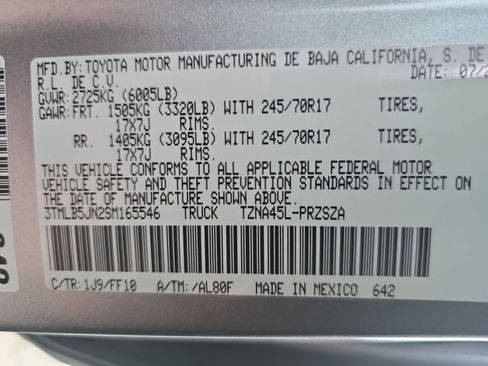 MFD.BY: TOYOTA MOTOR MANUFACTURING DE BAJA CALIFORNIA, S. DE
R.L. DE C.V. DATE: 07/2
GVWR: 2725KG (6005LB)
GAWR: FRT. 1505KG (3320LB) WITH 245/70R17 TIRES,
17X7J RIMS.
RR. 1405KG (3095LB) WITH 245/70R17 TIRES,
17X7J RIMS.
THIS VEHICLE CONFORMS TO ALL APPLICABLE FEDERAL MOTOR
VEHICLE SAFETY AND THEFT PREVENTION STANDARDS IN EFFECT ON
THE DATE OF MANUFACTURE SHOWN ABOVE.
3TMLB5JN2SM165546 TRUCK TZNA45L-PRZSZA
C/TR: 1J9/FF10 A/TM: /AL80F MADE IN MEXICO 642